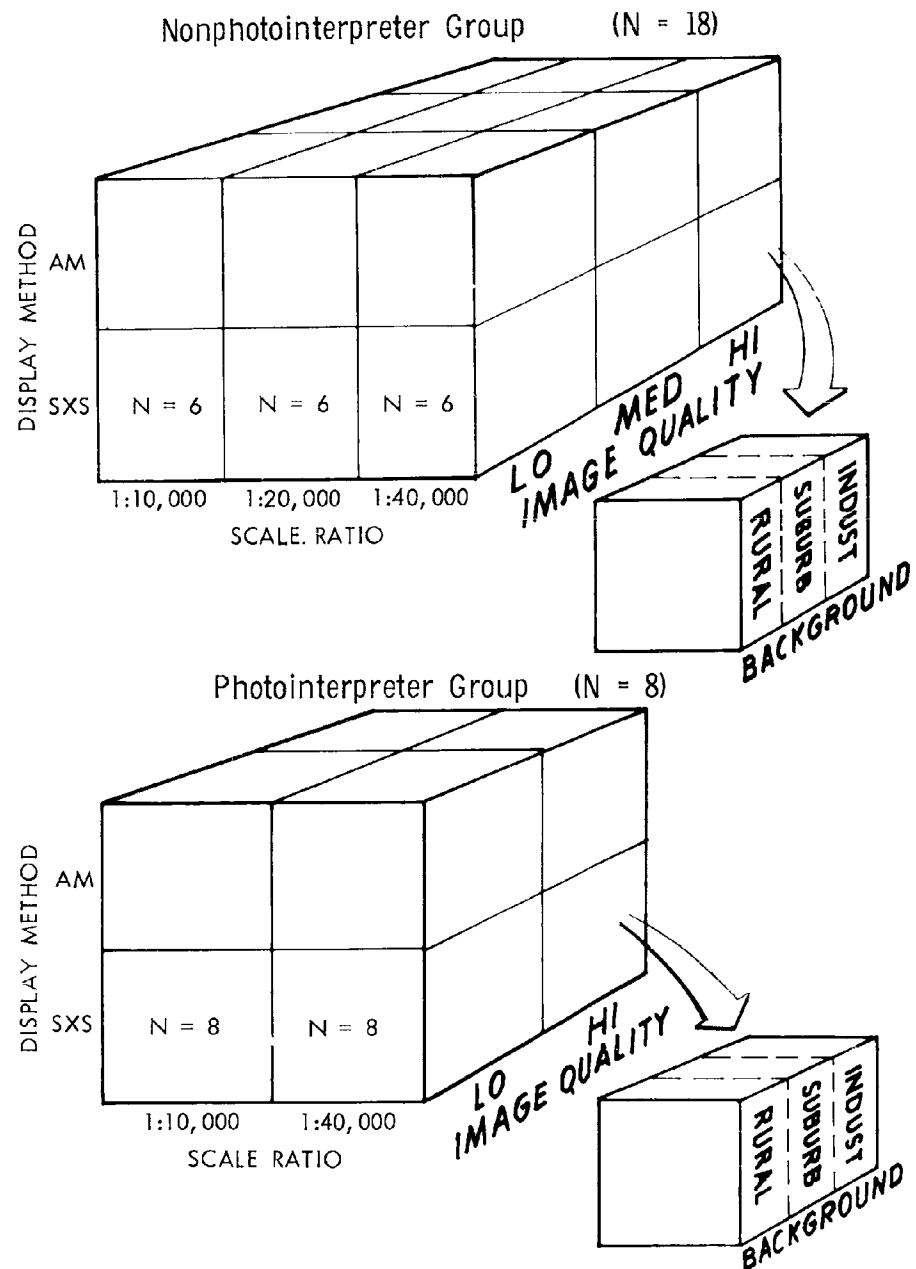 Nonphotointerpreter Group (N = 18)
DISPLAY METHOD
AM
SXS
N = 6 N = 6 N = 6
1:10,000 1:20,000 1:40,000
SCALE. RATIO
LO MED HI
IMAGE QUALITY
RURAL
SUBURB
INDUST
BACKGROUND
Photointerpreter Group (N = 8)
DISPLAY METHOD
AM
SXS
N = 8 N = 8
1:10,000 1:40,000
SCALE RATIO
LO HI
IMAGE QUALITY
RURAL
SUBURB
INDUST
BACKGROUND